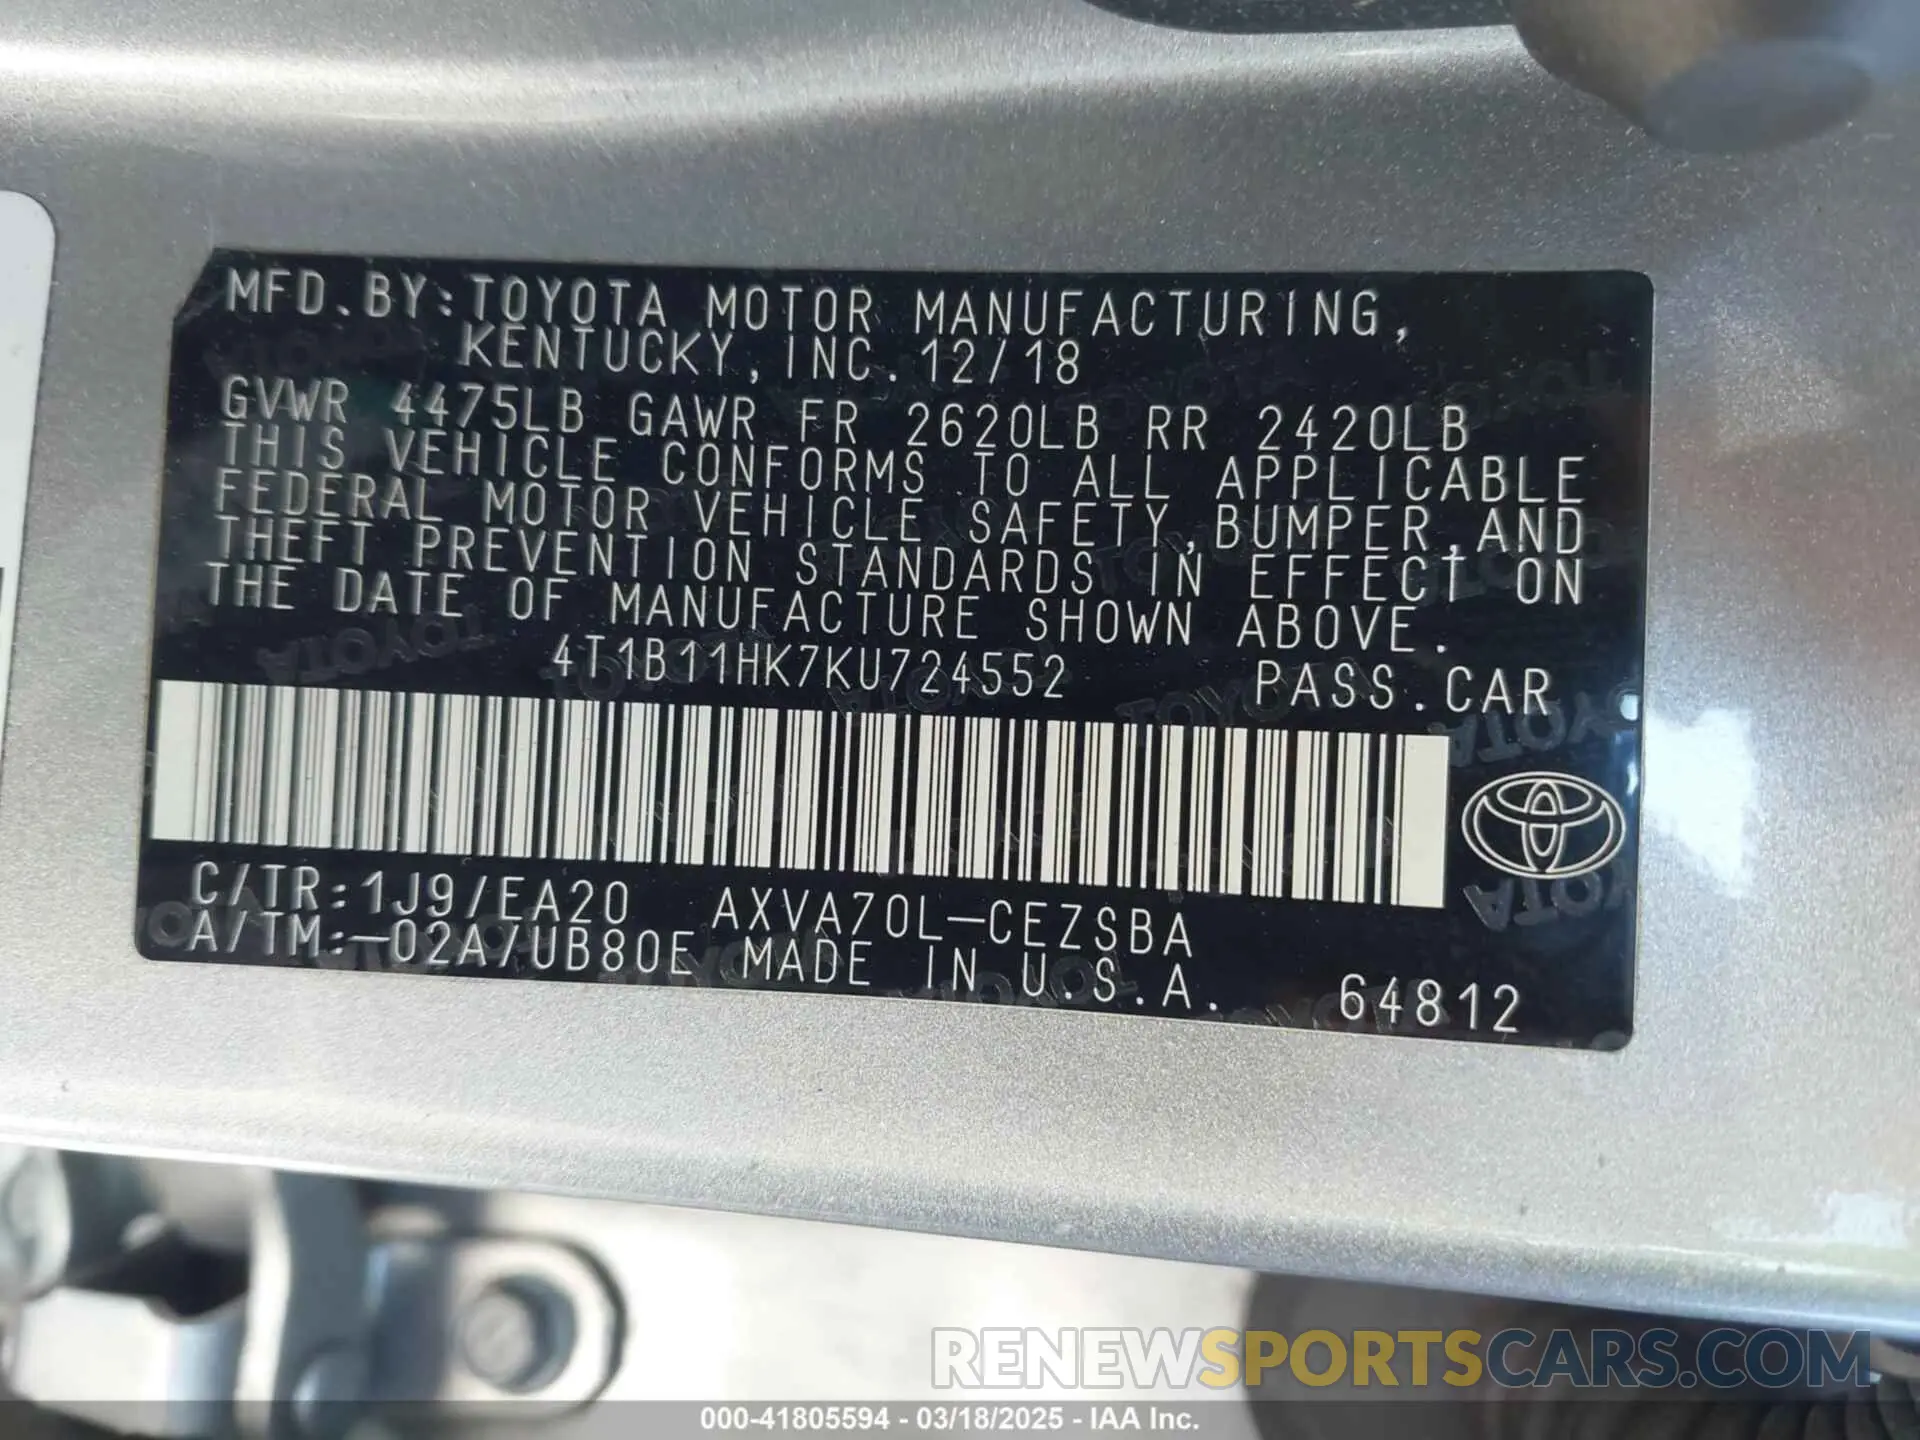 MFD.BY:TOYOTA MOTOR MANUFACTURING,
KENTUCKY,INC.12/18
GVWR 4475LB GAWR FR 2620LB RR 2420LB
THIS VEHICLE CONFORMS TO ALL APPLICABLE
FEDERAL MOTOR VEHICLE SAFETY,BUMPER,AND
THEFT PREVENTION STANDARDS IN EFFECT ON
THE DATE OF MANUFACTURE SHOWN ABOVE.
4T1B11HK7KU724552 PASS.CAR
C/TR:1J9/EA20 AXVA70L-CEZSBA
A/TM:-02A/UB80E MADE IN U.S.A. 64812
RENEWSPORTSCARS.COM
000-41805594 - 03/18/2025 - IAA Inc.